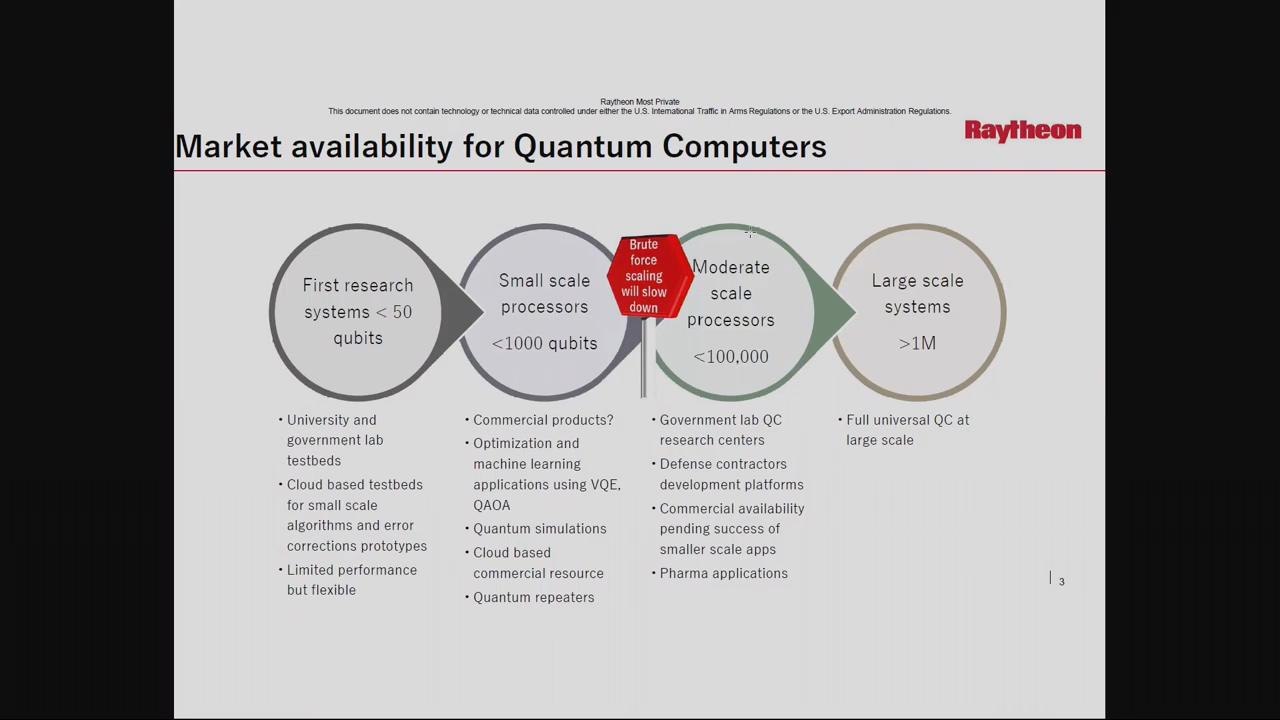 Raytheon Most Private
This document does not contain technology or technical data controlled under either the U.S. International Traffic in Arms Regulations or the U.S. Export Administration Regulations.
Raytheon
Market availability for Quantum Computers
First research
systems < 50
qubits
Small scale
processors
<1000 qubits
Brute
force
scaling
will slow
down
Moderate
scale
processors
<100,000
Large scale
systems
>1M
• University and
government lab
testbeds
• Cloud based testbeds
for small scale
algorithms and error
corrections prototypes
• Limited performance
but flexible
• Commercial products?
• Optimization and
machine learning
applications using VQE,
QAOA
• Quantum simulations
• Cloud based
commercial resource
• Quantum repeaters
• Government lab QC
research centers
• Defense contractors
development platforms
• Commercial availability
pending success of
smaller scale apps
• Pharma applications
• Full universal QC at
large scale
3